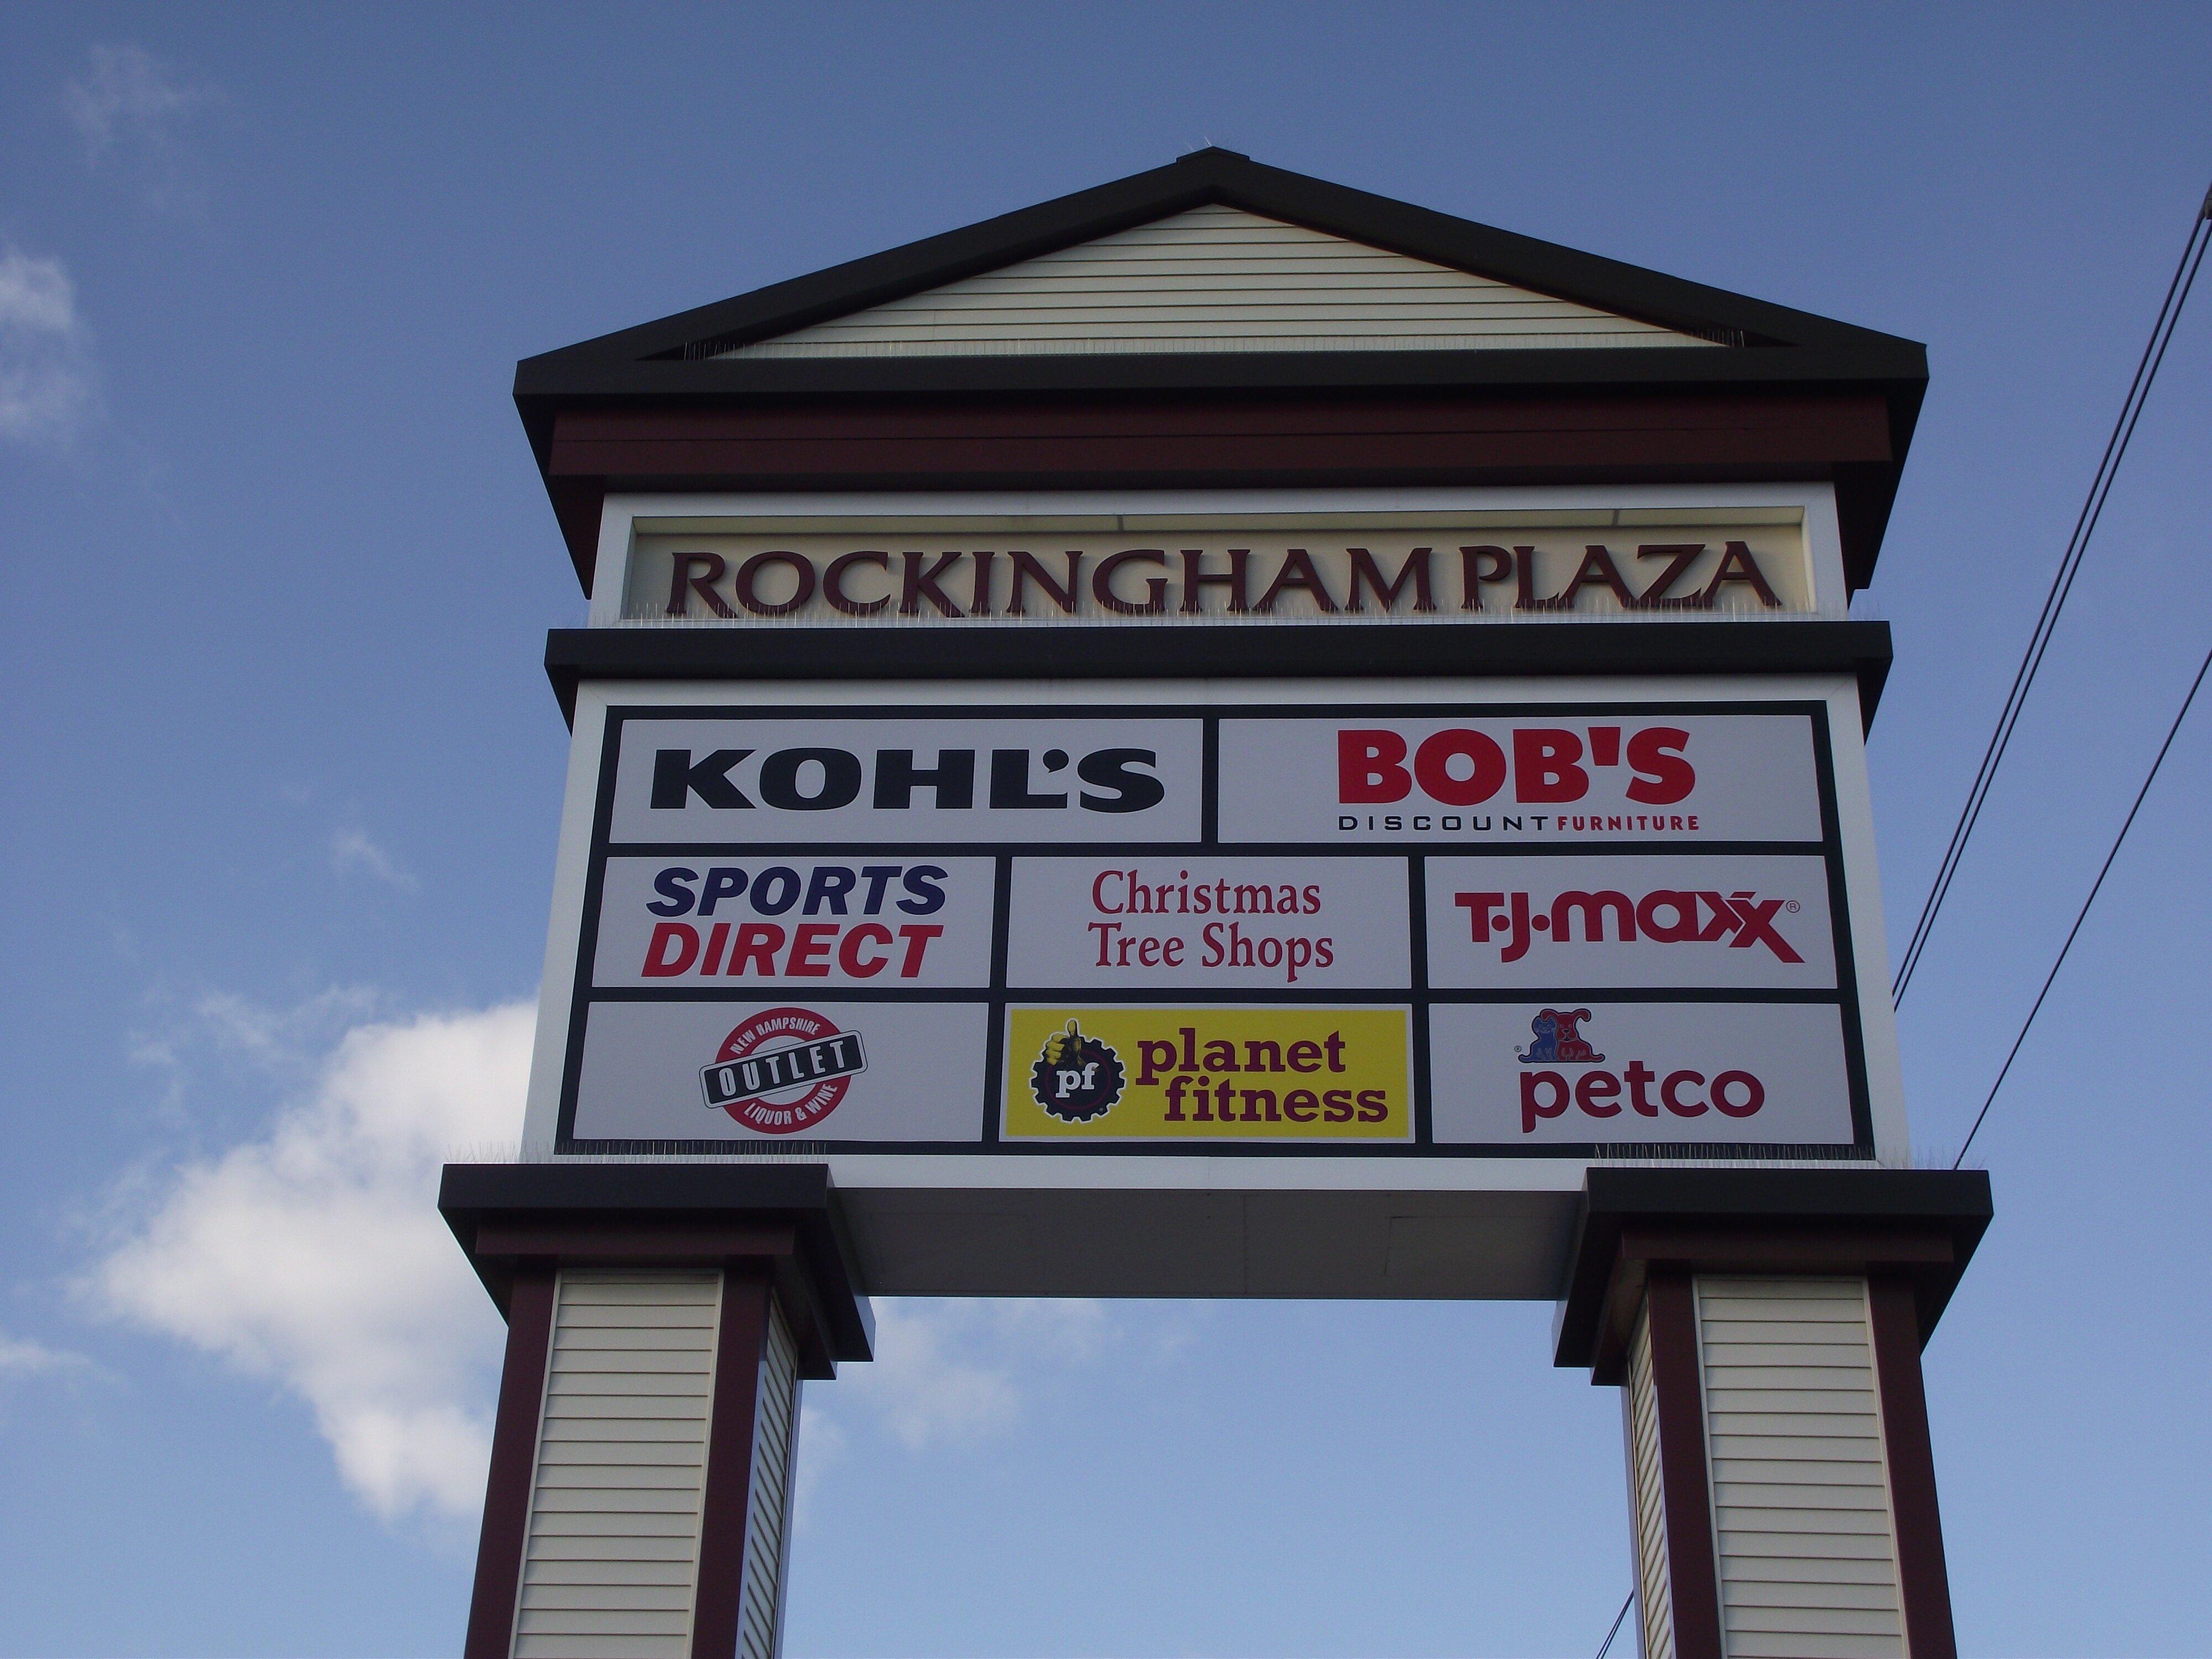 ROCKINGHAM PLAZA
KOHL'S
BOB'S
DISCOUNT FURNITURE
SPORTS
DIRECT
Christmas
Tree Shops
T·J·maxx®
NEW HAMPSHIRE
OUTLET
LIQUOR & WINE
pf
planet
fitness
®
petco